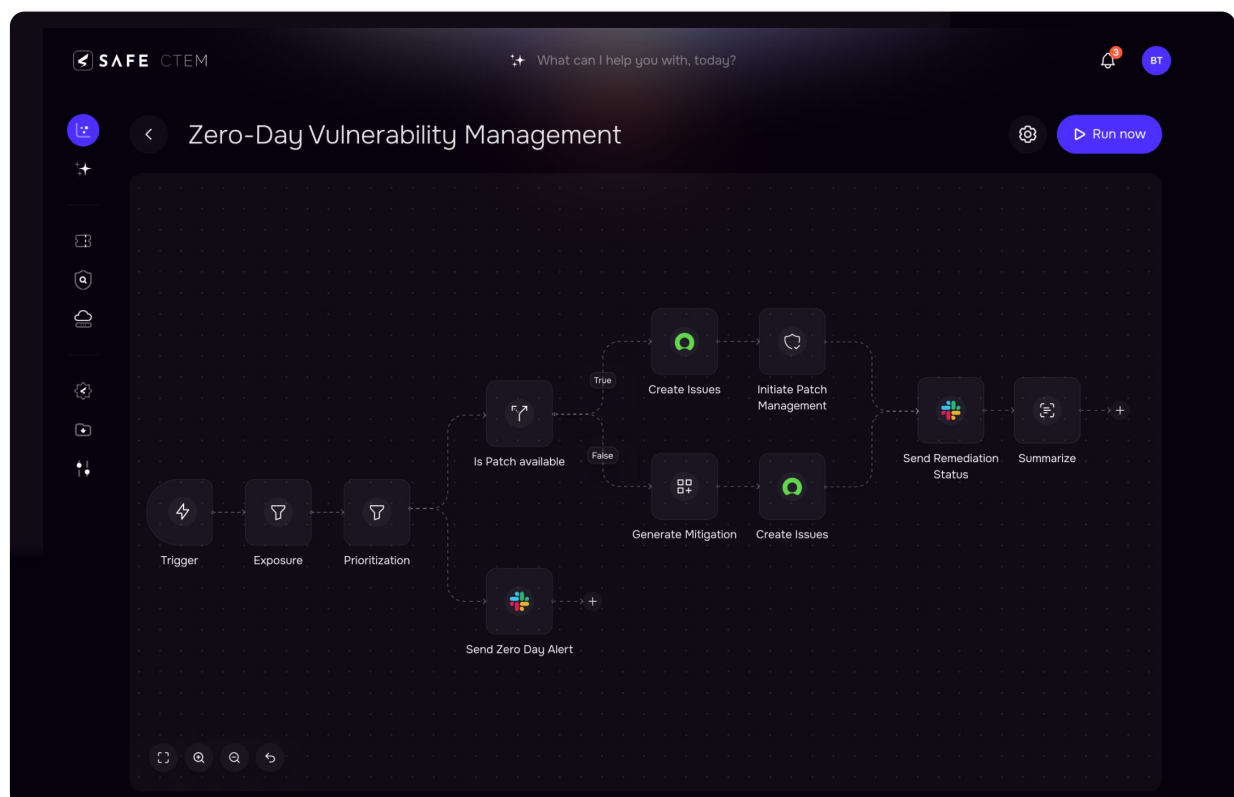 SAFE CTEM
What can I help you with, today?
3
BT
Zero-Day Vulnerability Management
Run now
True
Create Issues
Initiate Patch
Management
Is Patch available
False
Send Remediation
Status
Summarize
Generate Mitigation
Create Issues
Trigger
Exposure
Prioritization
Send Zero Day Alert